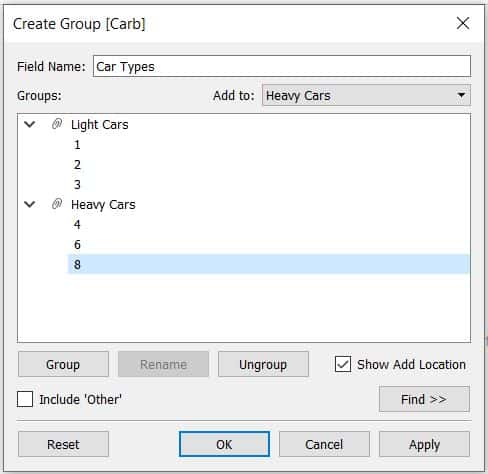 Create Group [Carb]
Field Name: Car Types
Groups: Add to: Heavy Cars
Light Cars
1
2
3
Heavy Cars
4
6
8
Group Rename Ungroup Show Add Location
Include 'Other' Find >>
Reset OK Cancel Apply